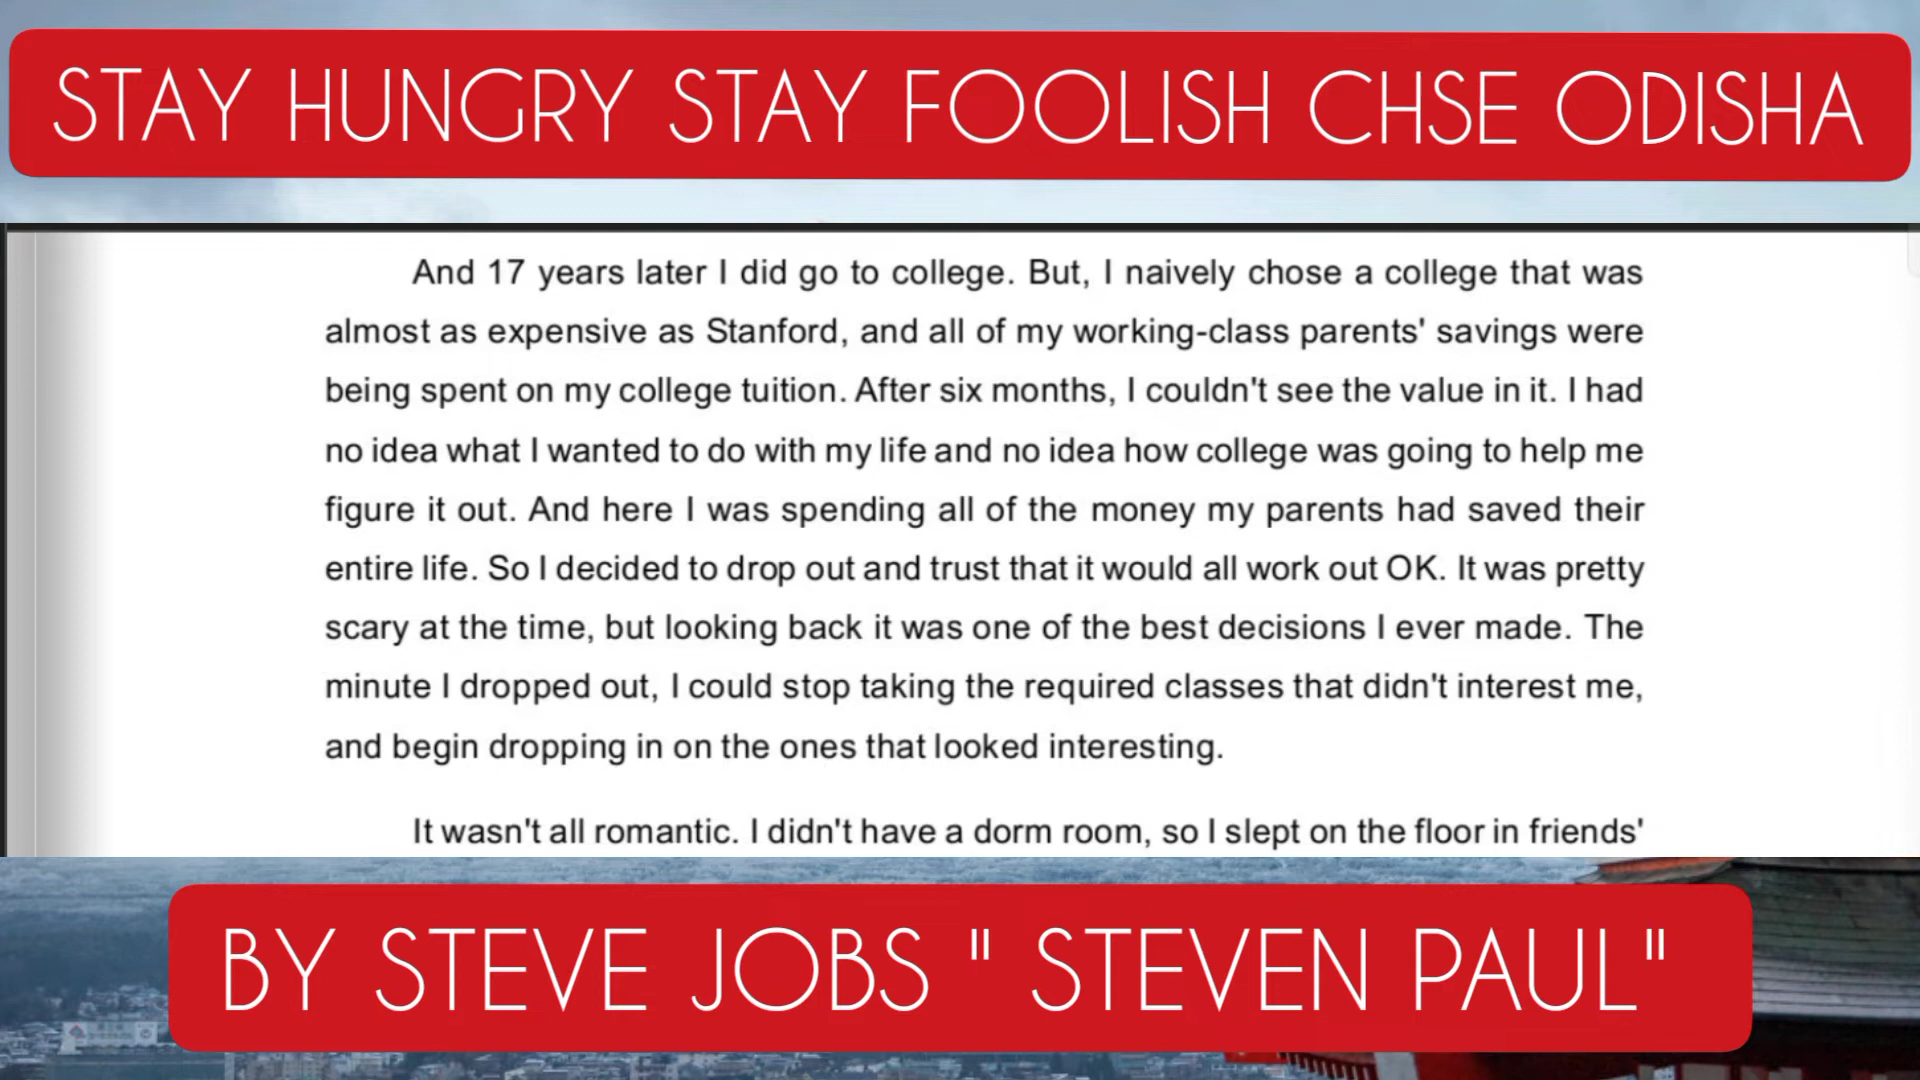 STAY HUNGRY STAY FOOLISH CHSE ODISHA
And 17 years later I did go to college. But, I naively chose a college that was
almost as expensive as Stanford, and all of my working-class parents' savings were
being spent on my college tuition. After six months, I couldn't see the value in it. I had
no idea what I wanted to do with my life and no idea how college was going to help me
figure it out. And here I was spending all of the money my parents had saved their
entire life. So I decided to drop out and trust that it would all work out OK. It was pretty
scary at the time, but looking back it was one of the best decisions I ever made. The
minute I dropped out, I could stop taking the required classes that didn't interest me,
and begin dropping in on the ones that looked interesting.
It wasn't all romantic. I didn't have a dorm room, so I slept on the floor in friends'
BY STEVE JOBS " STEVEN PAUL"